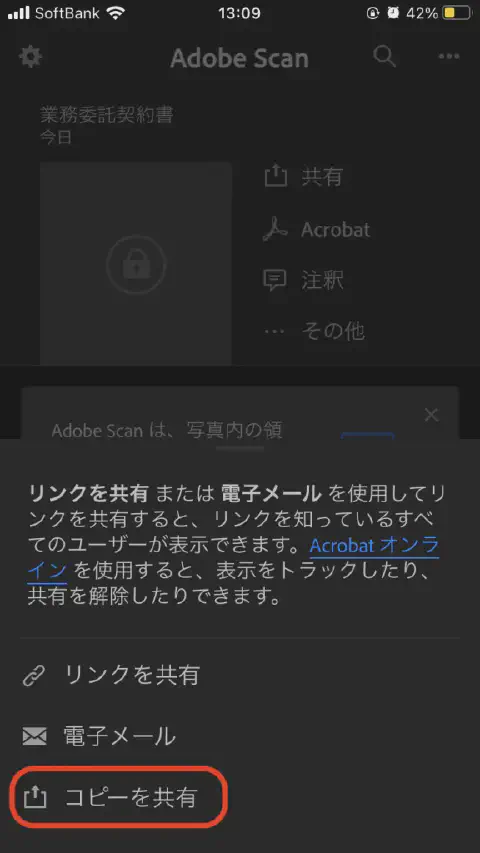 SoftBank 13:09 42%
Adobe Scan
業務委託契約書
今日
共有
Acrobat
注釈
その他
Adobe Scan は、写真内の領
リンクを共有 または 電子メール を使用してリ
ンクを共有すると、リンクを知っているすべ
てのユーザーが表示できます。Acrobat オンラ
イン を使用すると、表示をトラックしたり、
共有を解除したりできます。
リンクを共有
電子メール
コピーを共有